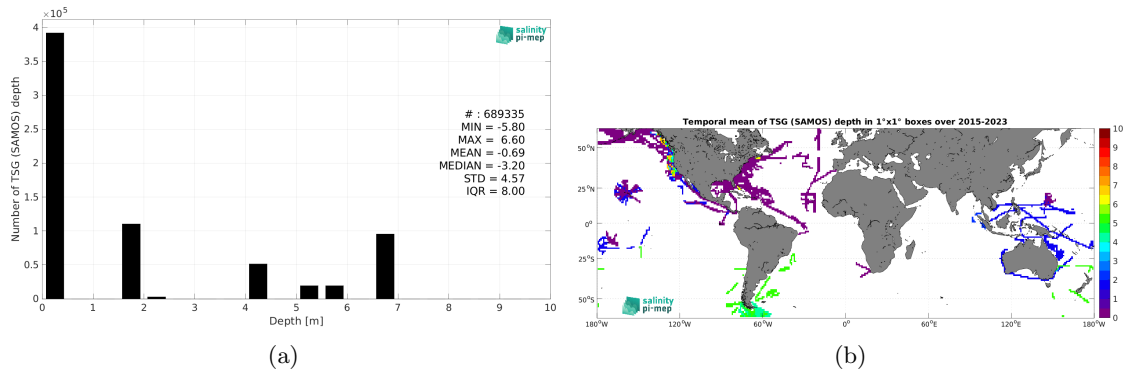 ×10⁵
4
3.5
3
2.5
2
1.5
1
0.5
0
Number of TSG (SAMOS) depth
salinity
pi-mep
# : 689335
MIN = -5.80
MAX = 6.60
MEAN = -0.69
MEDIAN = -3.20
STD = 4.57
IQR = 8.00
0 1 2 3 4 5 6 7 8 9 10
Depth [m]
(a)
Temporal mean of TSG (SAMOS) depth in 1°x1° boxes over 2015-2023
50°N
25°N
0°
25°S
50°S
salinity
pi-mep
180°W 120°W 60°W 0° 60°E 120°E 180°W
10
9
8
7
6
5
4
3
2
1
0
(b)